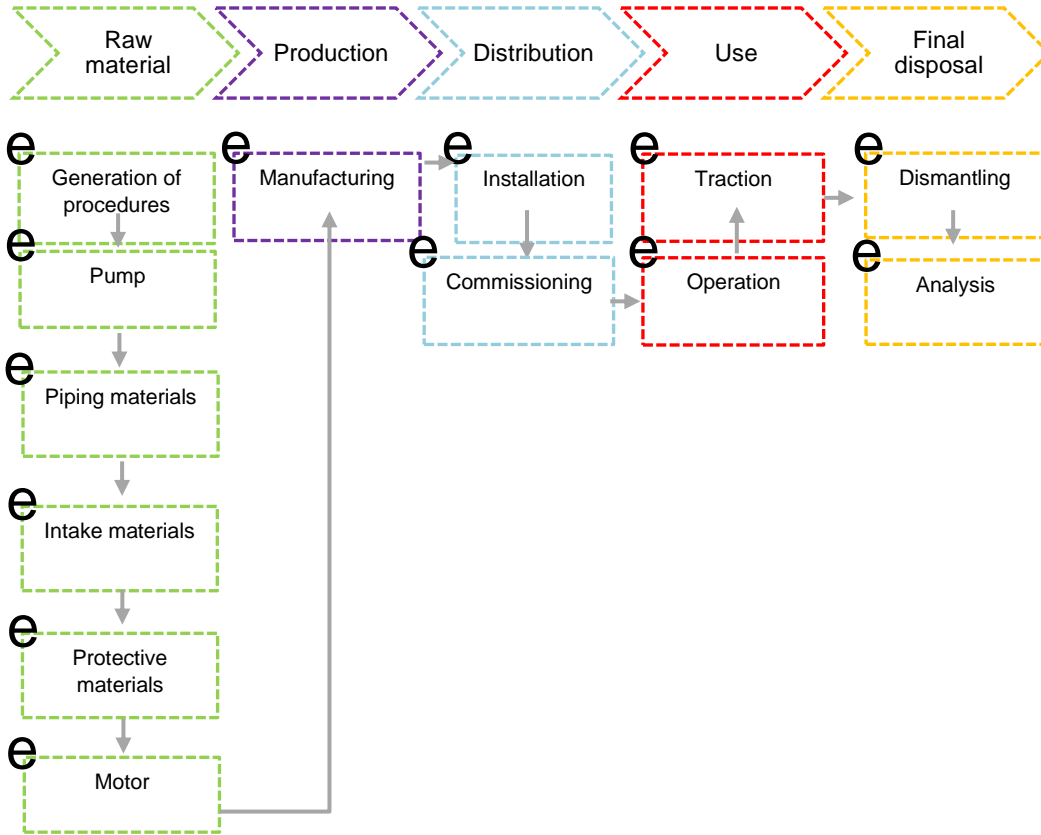 Raw
material
Production
Distribution
Use
Final
disposal
e
Generation of
procedures
e
Pump
e
Piping materials
e
Intake materials
e
Protective
materials
e
Motor
e
Manufacturing
e
Installation
e
Commissioning
e
Traction
e
Operation
e
Dismantling
e
Analysis